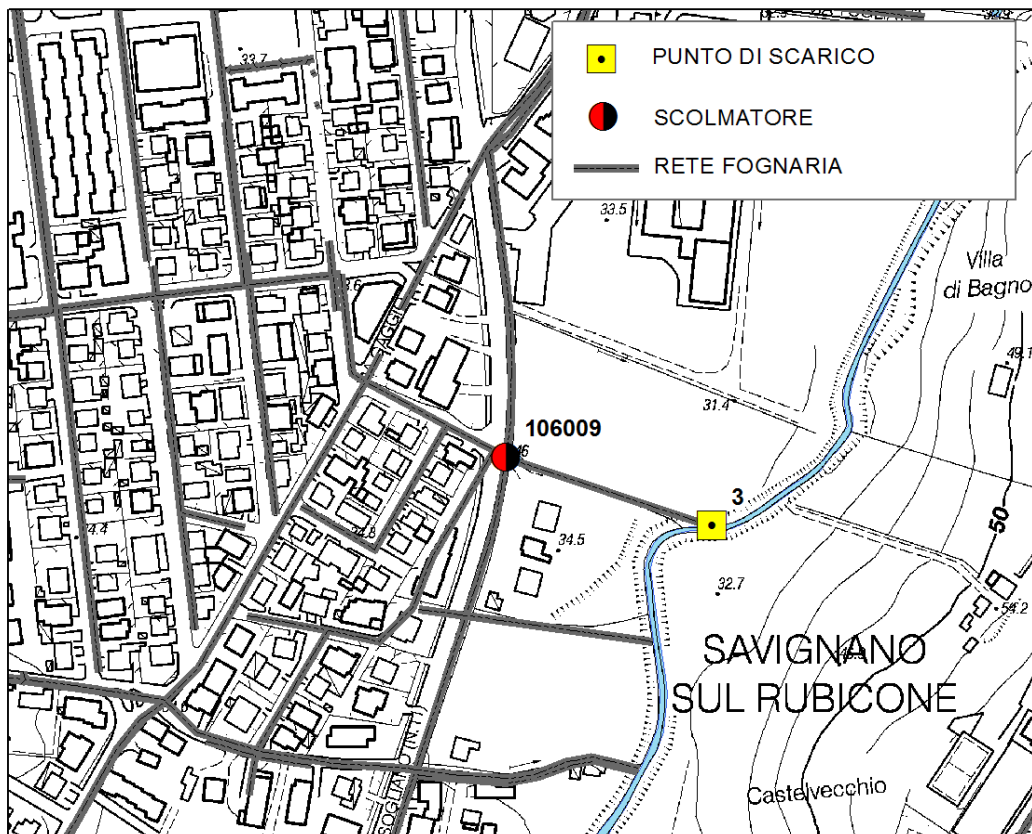 PUNTO DI SCARICO
SCOLMATORE
RETE FOGNARIA
33.7
33.5
Villa
di Bagno
49.1
31.4
106009
3
50
34.5
32.7
54.2
SAVIGNANO
SUL RUBICONE
Castelvecchio